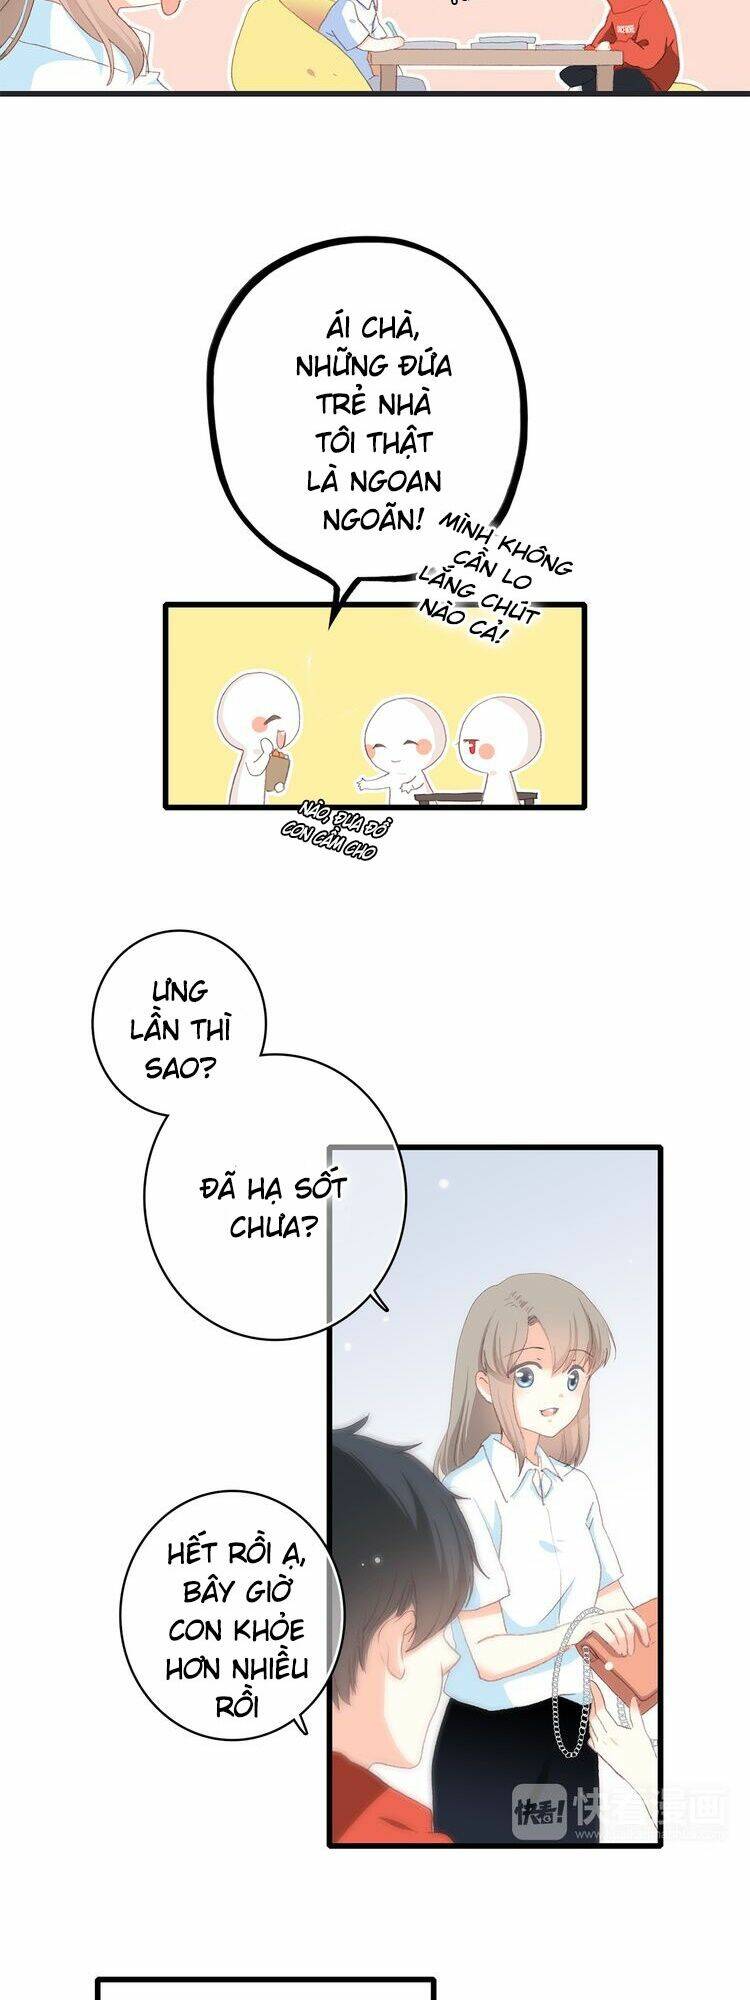 ÁI CHÀ,
NHỮNG ĐỨA
TRẺ NHÀ
TÔI THẬT
LÀ NGOAN
NGOÃN!
MÌNH KHÔNG
CẦN LO
LẮNG CHÚT
NÀO CẢ!
NÀO, ĐƯA ĐỒ
CON CẦM CHO
ƯNG
LẦN THÌ
SAO?
ĐÃ HẠ SỐT
CHƯA?
HẾT RỒI Ạ,
BÂY GIỜ
CON KHỎE
HƠN NHIỀU
RỒI
快看!
快看漫画